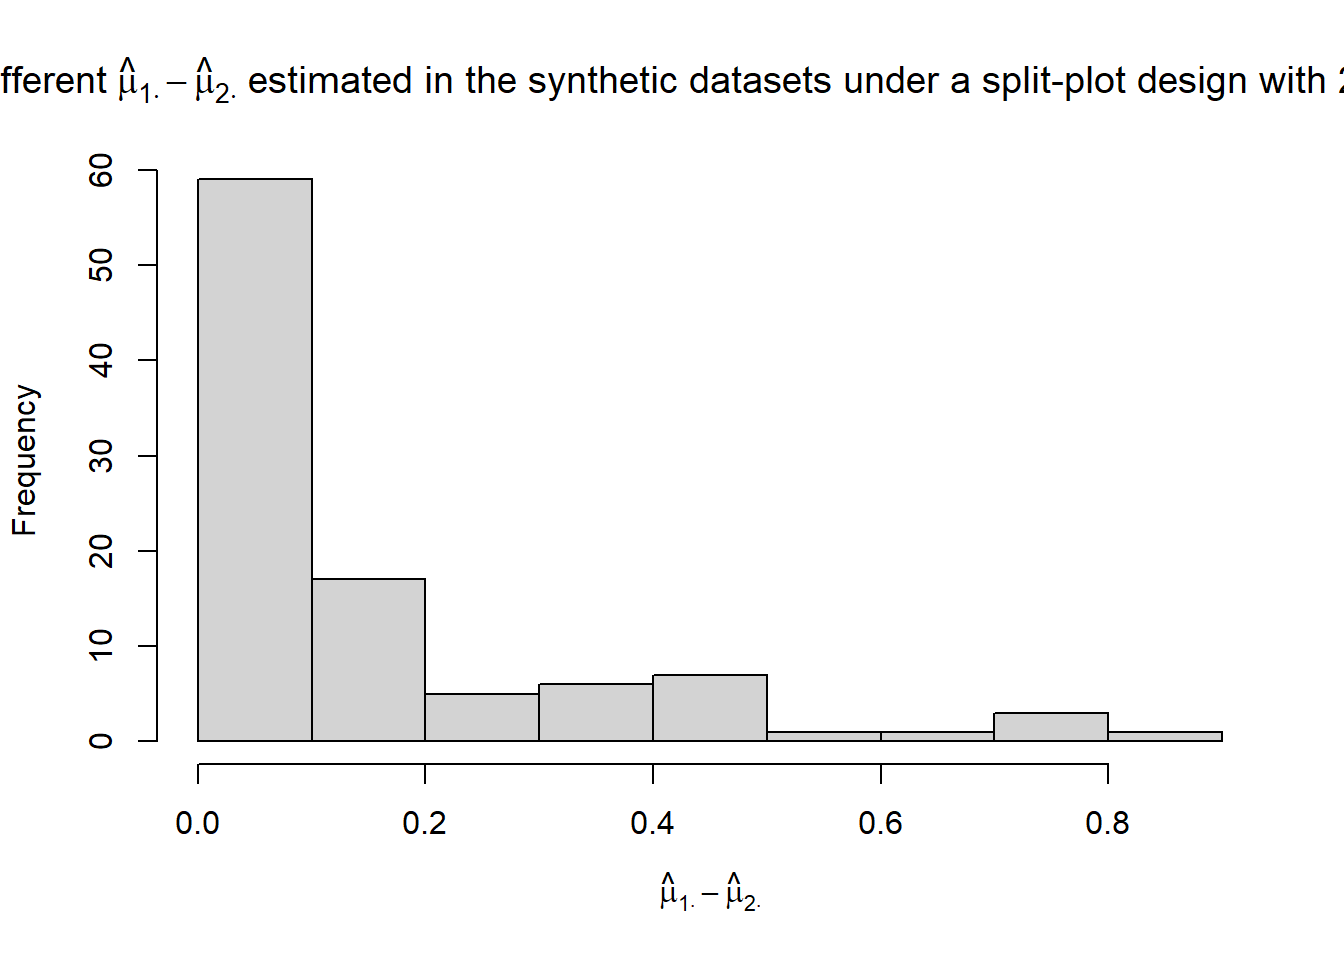 fferent μ̂₁. – μ̂₂. estimated in the synthetic datasets under a split-plot design with 2
60
50
40
30
20
10
0
Frequency
0.0 0.2 0.4 0.6 0.8
μ̂₁. – μ̂₂.